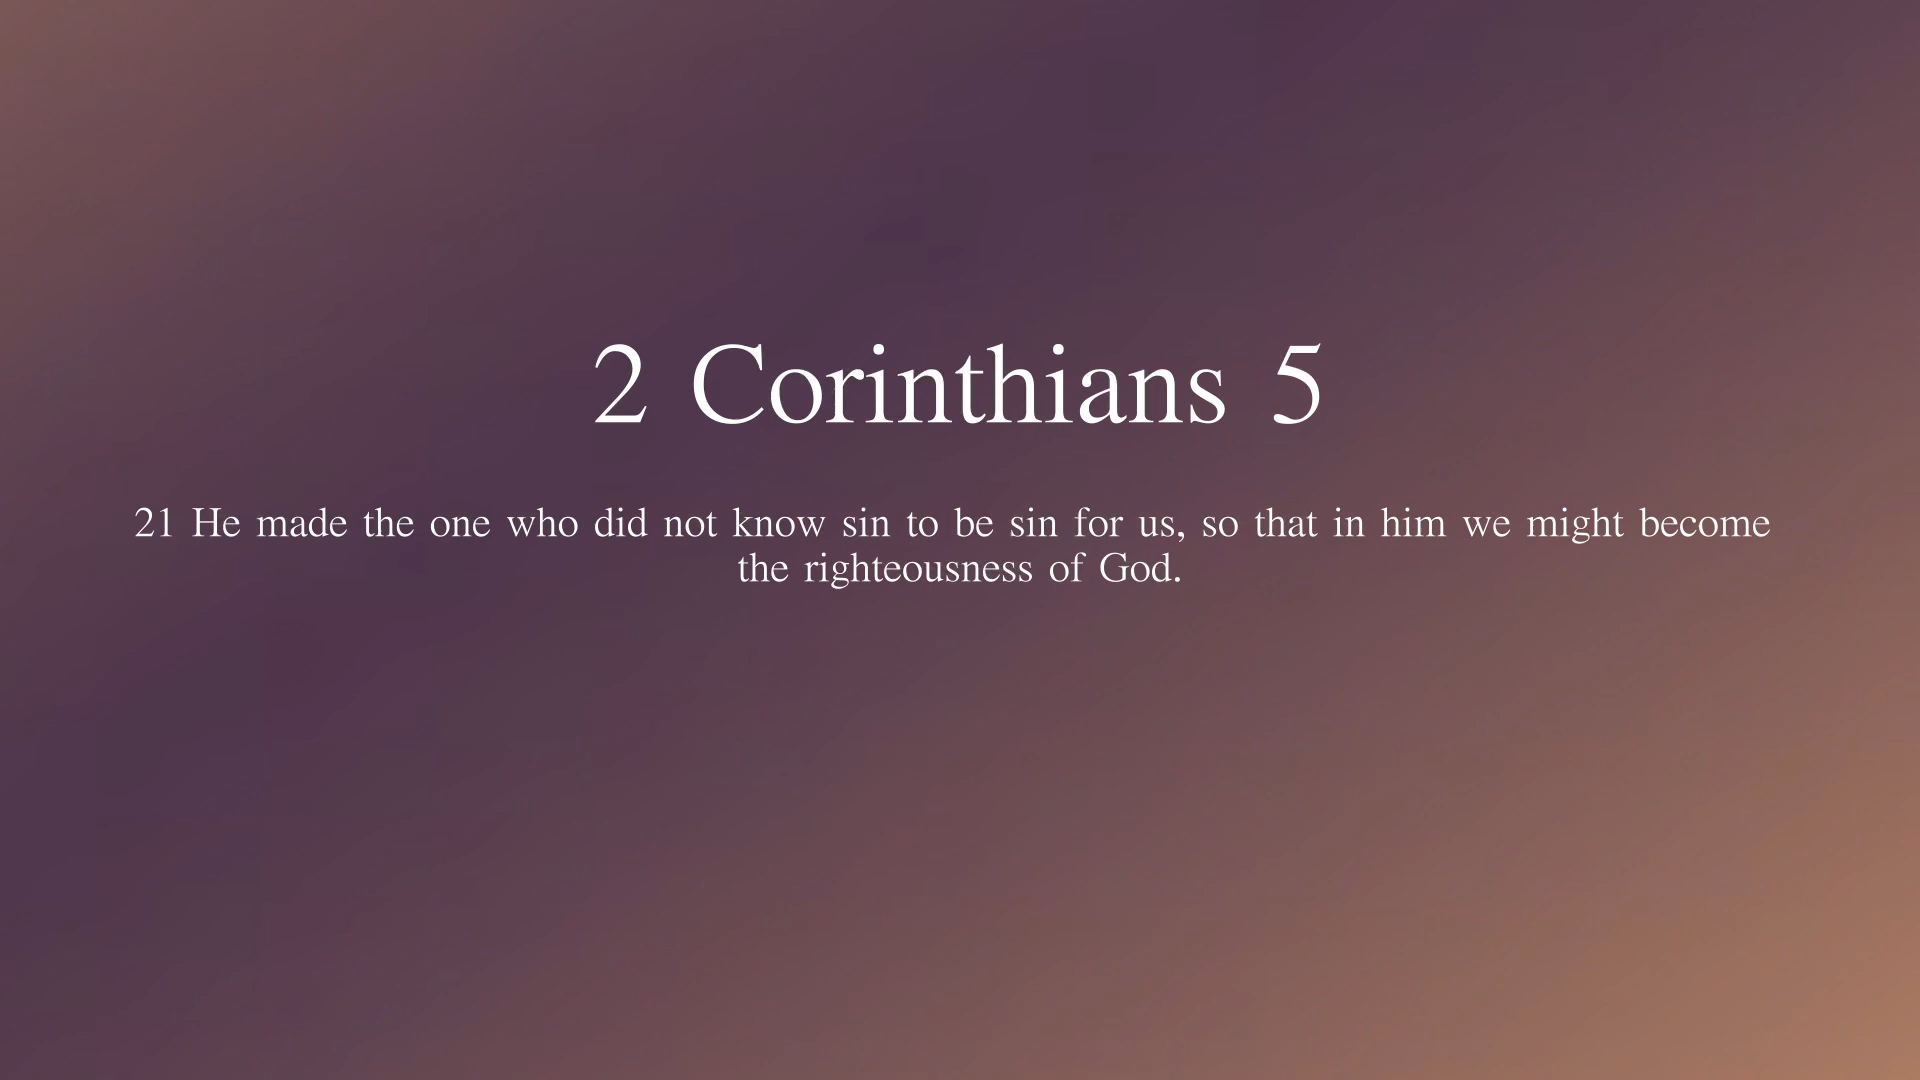 2 Corinthians 5
21 He made the one who did not know sin to be sin for us, so that in him we might become
the righteousness of God.